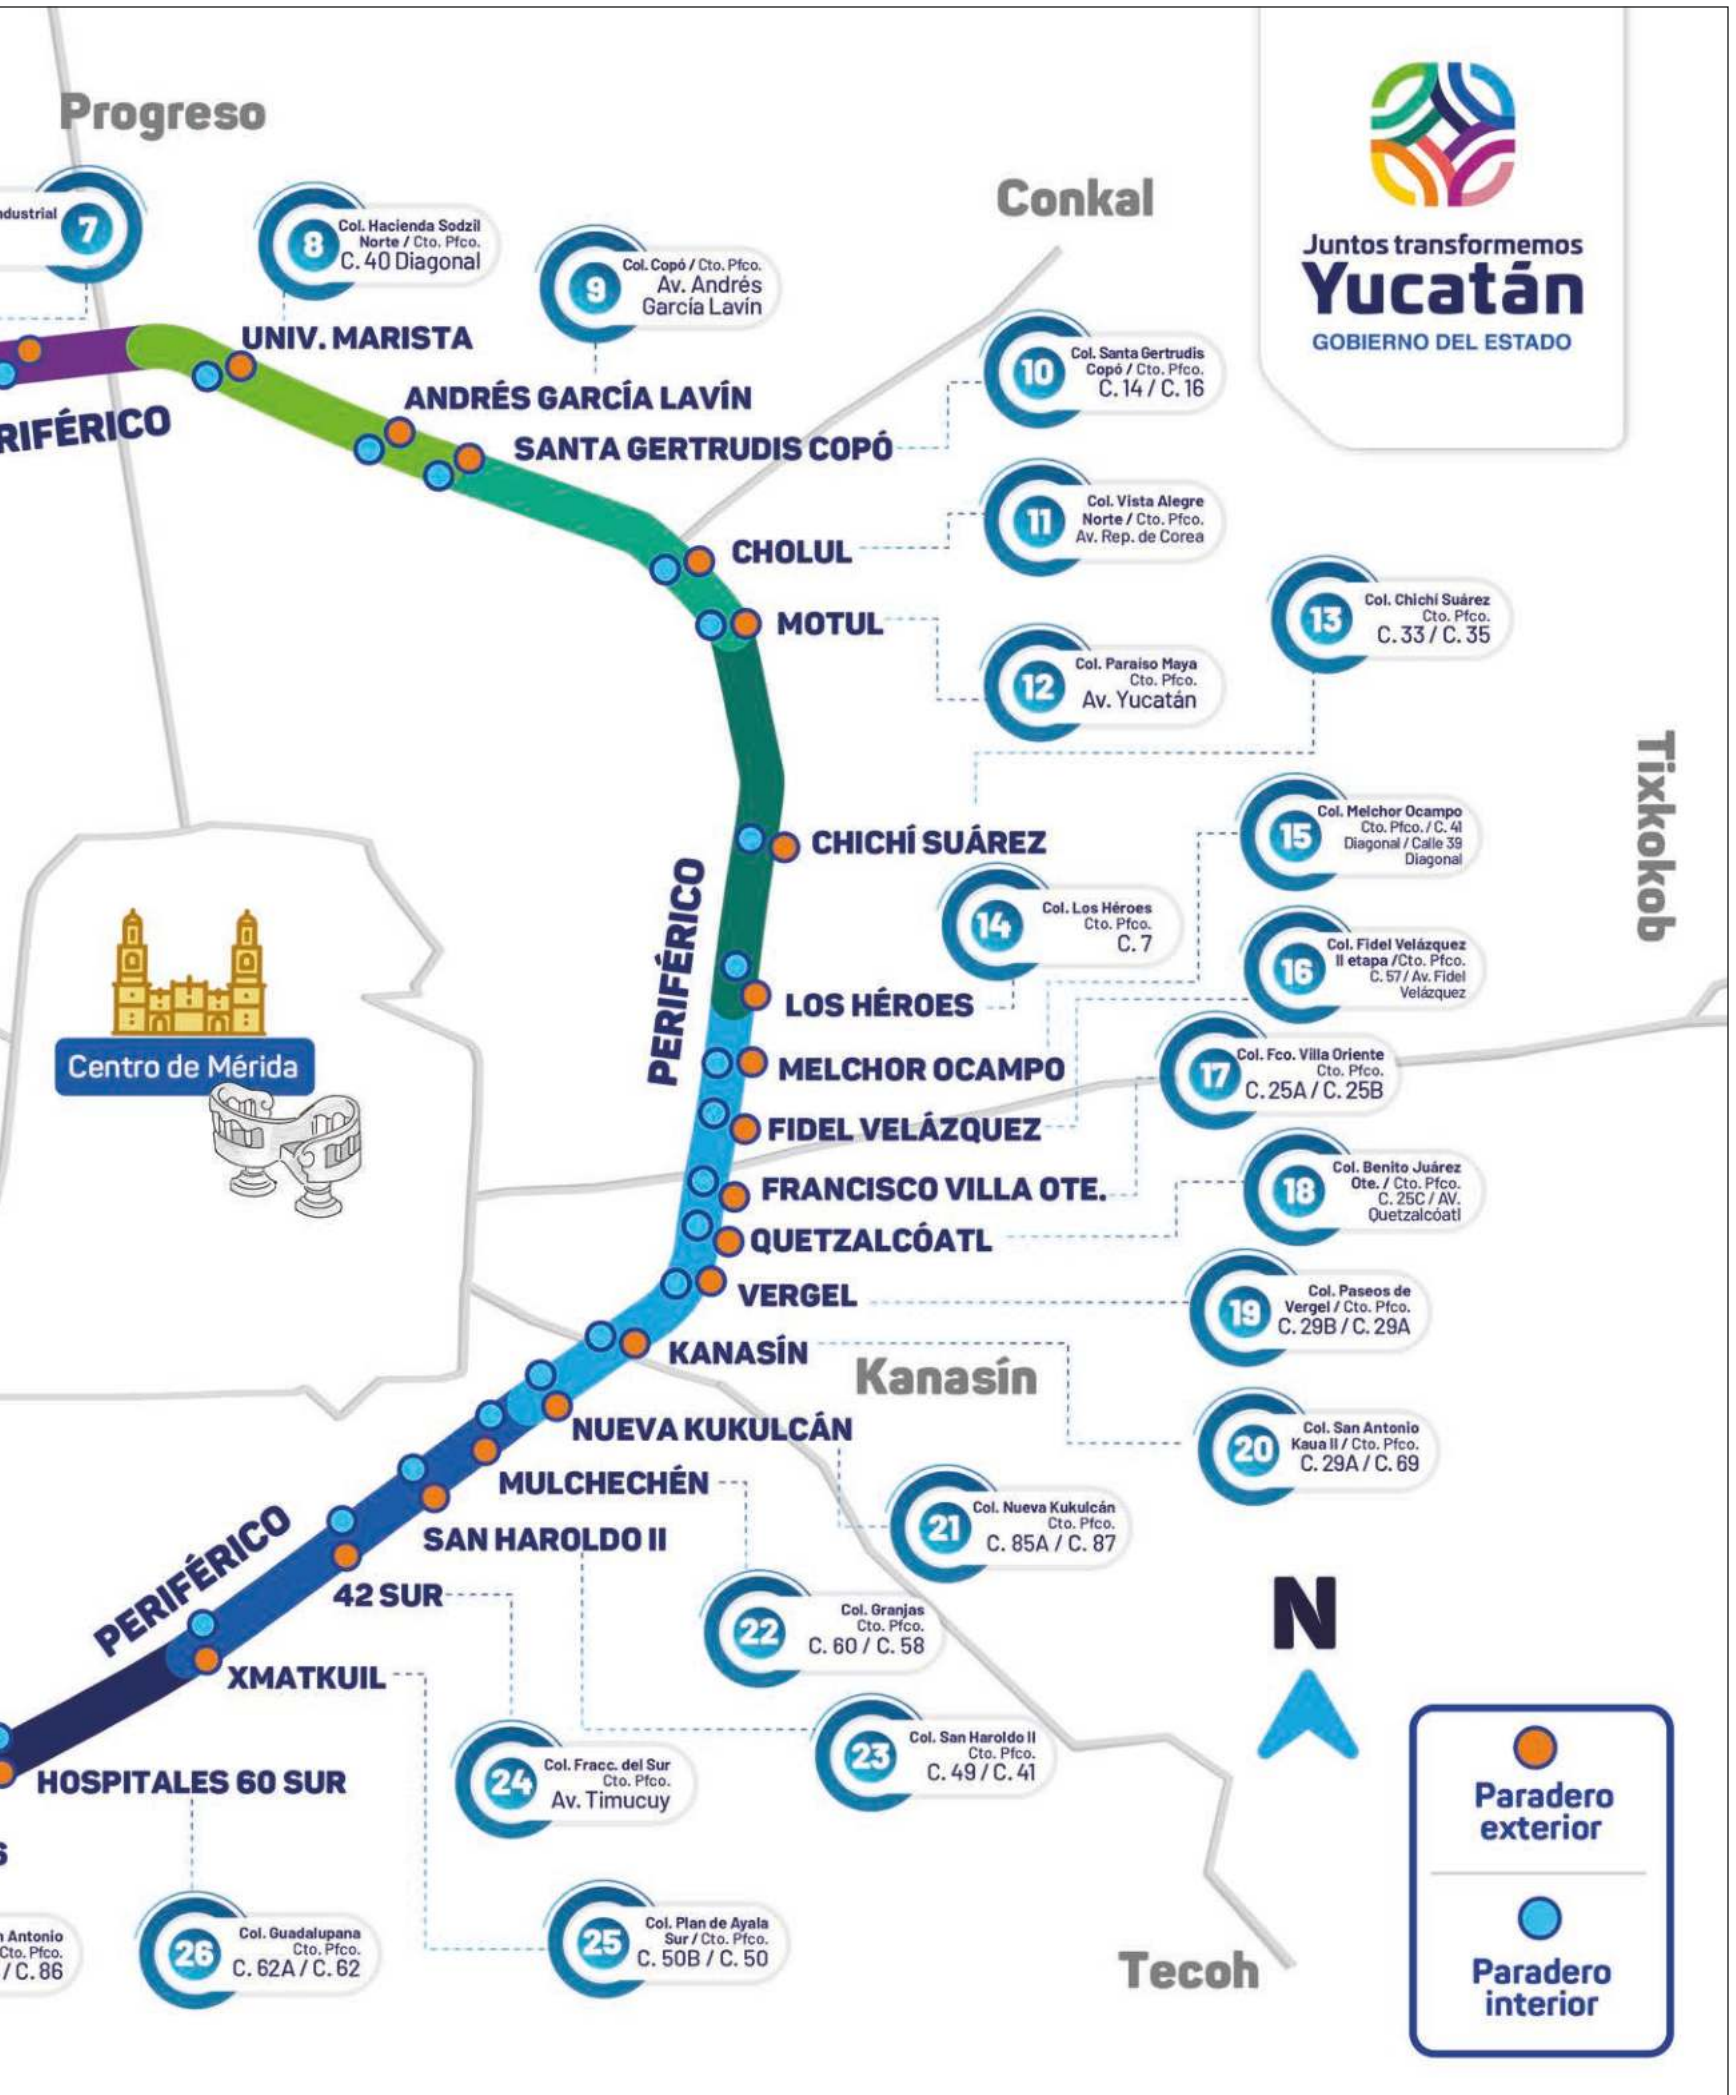 Progreso
Conkal
Juntos transformemos
Yucatán
GOBIERNO DEL ESTADO
7
8
Col. Hacienda Sodzil
Norte / Cto. Pfco.
C. 40 Diagonal
9
Col. Copó / Cto. Pfco.
Av. Andrés
García Lavín
UNIV. MARISTA
ANDRÉS GARCÍA LAVÍN
SANTA GERTRUDIS COPÓ
10
Col. Santa Gertrudis
Copó / Cto. Pfco.
C. 14 / C. 16
CHOLUL
11
Col. Vista Alegre
Norte / Cto. Pfco.
Av. Rep. de Corea
MOTUL
12
Col. Paraiso Maya
Cto. Pfco.
Av. Yucatán
13
Col. Chichí Suárez
Cto. Pfco.
C. 33 / C. 35
Tixkokob
CHICHÍ SUÁREZ
14
Col. Los Héroes
Cto. Pfco.
C. 7
15
Col. Melchor Ocampo
Cto. Pfco. / C. 41
Diagonal / Calle 39
Diagonal
16
Col. Fidel Velázquez
II etapa /Cto. Pfco.
C. 57 / Av. Fidel
Velázquez
PERIFÉRICO
LOS HÉROES
MELCHOR OCAMPO
FIDEL VELÁZQUEZ
FRANCISCO VILLA OTE.
QUETZALCÓATL
VERGEL
KANASÍN
Centro de Mérida
17
Col. Fco. Villa Oriente
Cto. Pfco.
C. 25A / C. 25B
18
Col. Benito Juárez
Ote. / Cto. Pfco.
C. 25C / AV.
Quetzalcóatl
19
Col. Paseos de
Vergel / Cto. Pfco.
C. 29B / C. 29A
Kanasín
20
Col. San Antonio
Kaua II / Cto. Pfco.
C. 29A / C. 69
NUEVA KUKULCÁN
MULCHECHÉN
SAN HAROLDO II
42 SUR
PERIFÉRICO
XMATKUIL
HOSPITALES 60 SUR
21
Col. Nueva Kukulcán
Cto. Pfco.
C. 85A / C. 87
22
Col. Granjas
Cto. Pfco.
C. 60 / C. 58
23
Col. San Haroldo II
Cto. Pfco.
C. 49 / C. 41
24
Col. Fracc. del Sur
Cto. Pfco.
Av. Timucuy
25
Col. Plan de Ayala
Sur / Cto. Pfco.
C. 50B / C. 50
26
Col. Guadalupana
Cto. Pfco.
C. 62A / C. 62
Antonio
Cto. Pfco.
/ C. 86
N
Tecoh
Paradero
exterior
Paradero
interior